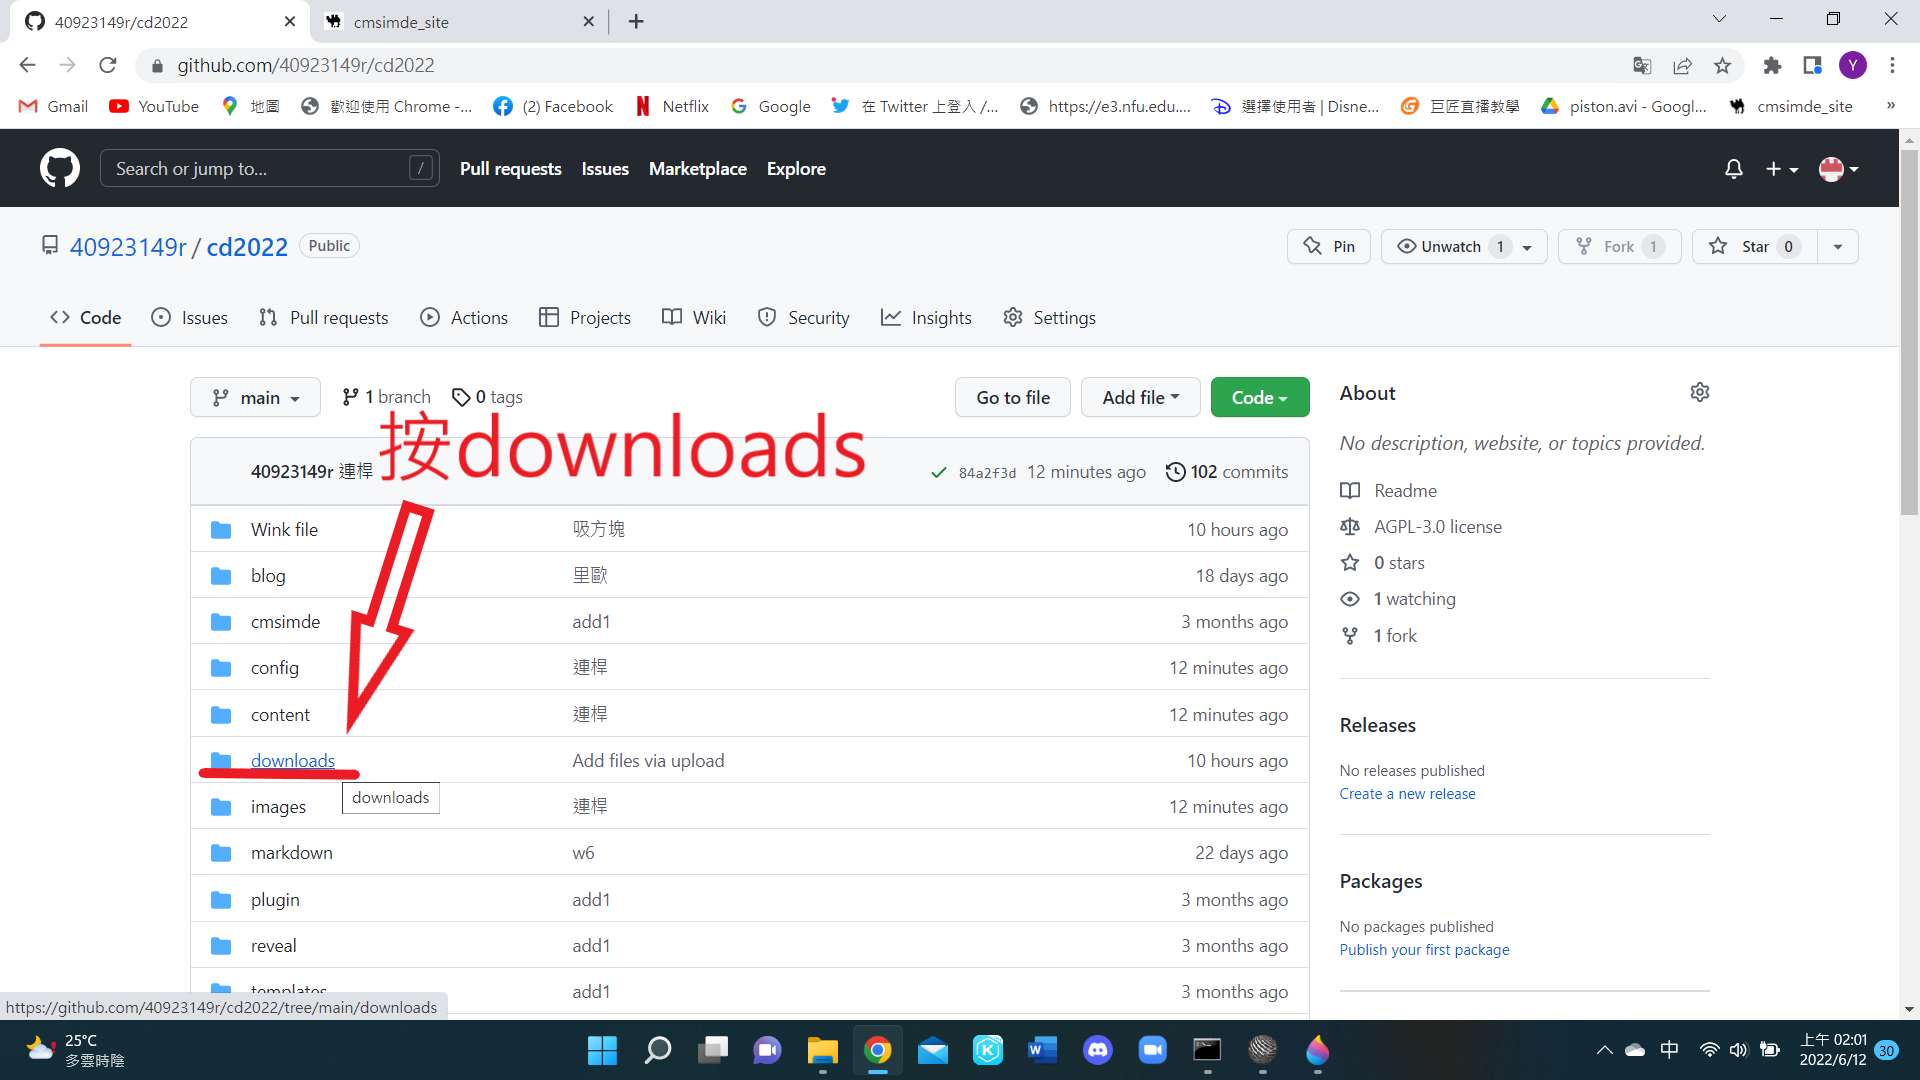 40923149r/cd2022
cmsimde_site
github.com/40923149r/cd2022
Y
Gmail
YouTube
地圖
歡迎使用 Chrome -...
(2) Facebook
Netflix
Google
在 Twitter 上登入 /...
https://e3.nfu.edu....
選擇使用者 | Disne...
巨匠直播教學
piston.avi - Googl...
cmsimde_site
»
Search or jump to...
/
Pull requests
Issues
Marketplace
Explore
40923149r / cd2022
Public
Pin
Unwatch 1
Fork 1
Star 0
Code
Issues
Pull requests
Actions
Projects
Wiki
Security
Insights
Settings
main
1 branch
0 tags
Go to file
Add file
Code
按downloads
40923149r 連桿
84a2f3d 12 minutes ago
102 commits
Wink file 吸方塊 10 hours ago
blog 里歐 18 days ago
cmsimde add1 3 months ago
config 連桿 12 minutes ago
content 連桿 12 minutes ago
downloads Add files via upload 10 hours ago
downloads
images 連桿 12 minutes ago
markdown w6 22 days ago
plugin add1 3 months ago
reveal add1 3 months ago
templates add1 3 months ago
About
No description, website, or topics provided.
Readme
AGPL-3.0 license
0 stars
1 watching
1 fork
Releases
No releases published
Create a new release
Packages
No packages published
Publish your first package
https://github.com/40923149r/cd2022/tree/main/downloads
25°C
多雲時陰
中
上午 02:01
2022/6/12
30